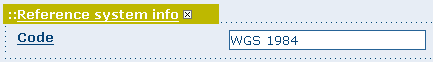 ::Reference system info
Code
WGS 1984